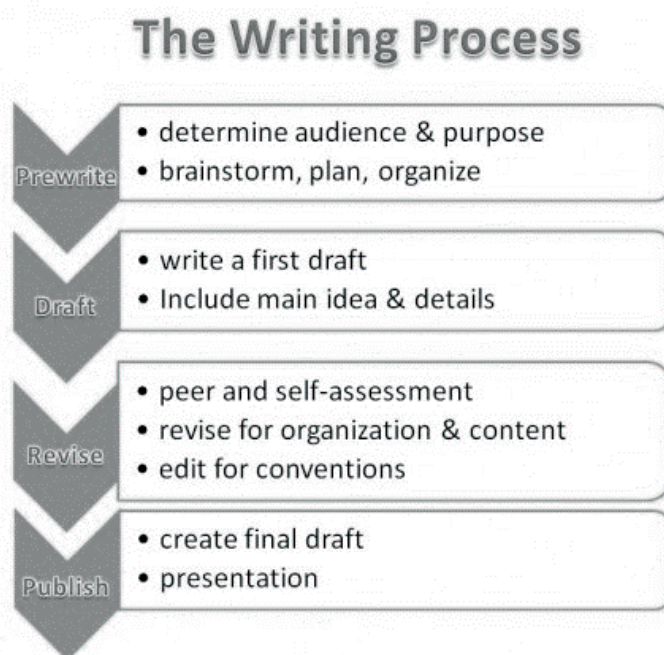 The Writing Process
Prewrite
• determine audience & purpose
• brainstorm, plan, organize
Draft
• write a first draft
• Include main idea & details
Revise
• peer and self-assessment
• revise for organization & content
• edit for conventions
Publish
• create final draft
• presentation